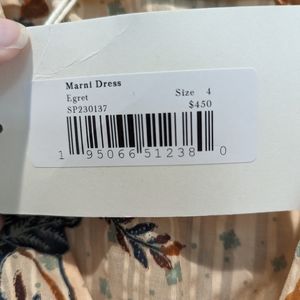 Marni Dress
Egret Size 4
SP230137 $450
1 95066 51238 0